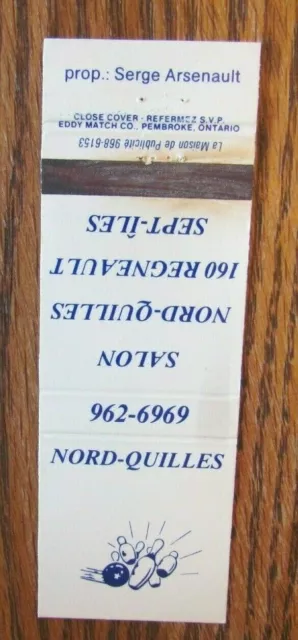 prop.: Serge Arsenault
CLOSE COVER - REFERMEZ S.V.P.
EDDY MATCH CO., PEMBROKE, ONTARIO
La Maison de Publicité 968-6153
SALON
NORD-QUILLES
160 REGNEAULT
SEPT-ÎLES
962-6969
NORD-QUILLES